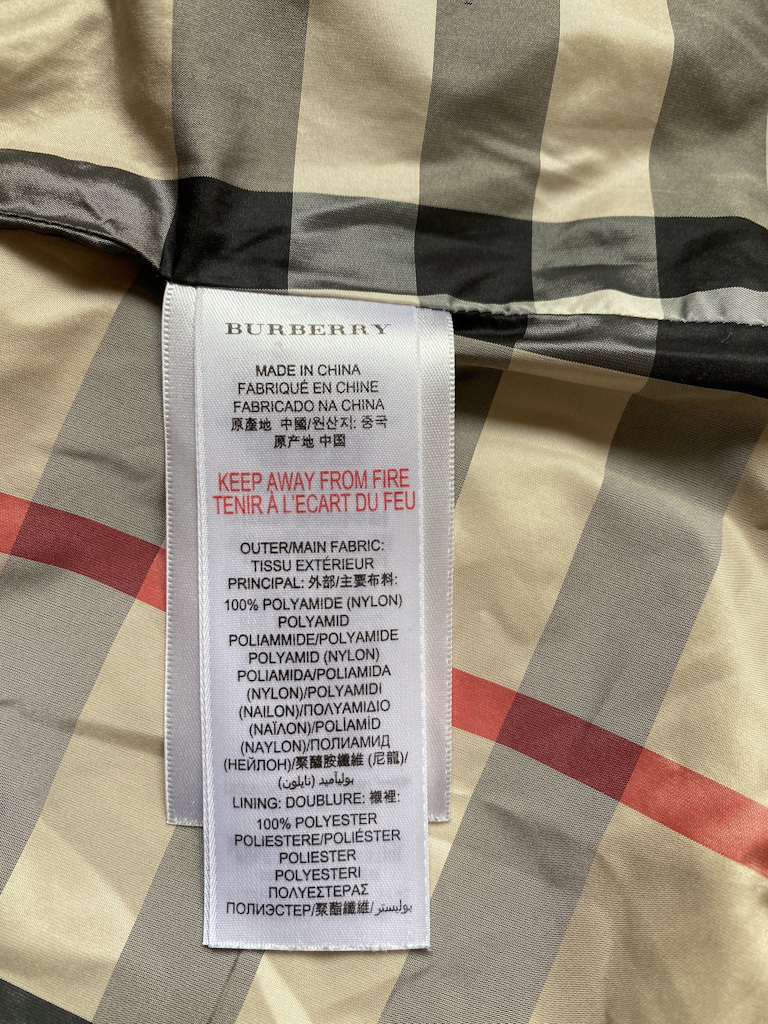 BURBERRY
MADE IN CHINA
FABRIQUÉ EN CHINE
FABRICADO NA CHINA
原產地 中國/원산지: 중국
原产地 中国
KEEP AWAY FROM FIRE
TENIR À L'ECART DU FEU
OUTER/MAIN FABRIC:
TISSU EXTÉRIEUR
PRINCIPAL: 外部/主要布料:
100% POLYAMIDE (NYLON)
POLYAMID
POLIAMMIDE/POLYAMIDE
POLYAMID (NYLON)
POLIAMIDA/POLIAMIDA
(NYLON)/POLYAMIDI
(NAILON)/ΠΟΛΥΑΜΙΔΙΟ
(ΝΑΪΛΟΝ)/POLİAMİD
(NAYLON)/ПОЛИАМИД
(НЕЙЛОН)/聚醯胺纖維 (尼龍)/
بوليآميد (نايلون)
LINING: DOUBLURE: 襯裡:
100% POLYESTER
POLIESTERE/POLIÉSTER
POLIESTER
POLYESTERI
ΠΟΛΥΕΣΤΕΡΑΣ
ПОЛИЭСТЕР/聚酯纖維/بوليستر